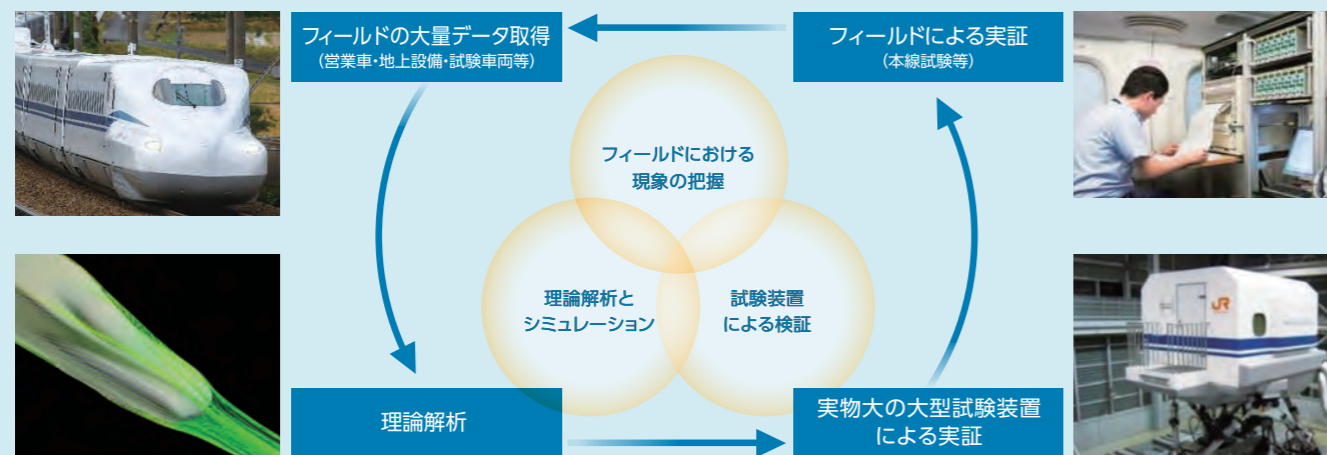 フィールドの大量データ取得
（営業車・地上設備・試験車両等）
フィールドによる実証
（本線試験等）
フィールドにおける
現象の把握
理論解析と
シミュレーション
試験装置
による検証
理論解析
実物大の大型試験装置
による実証
JR